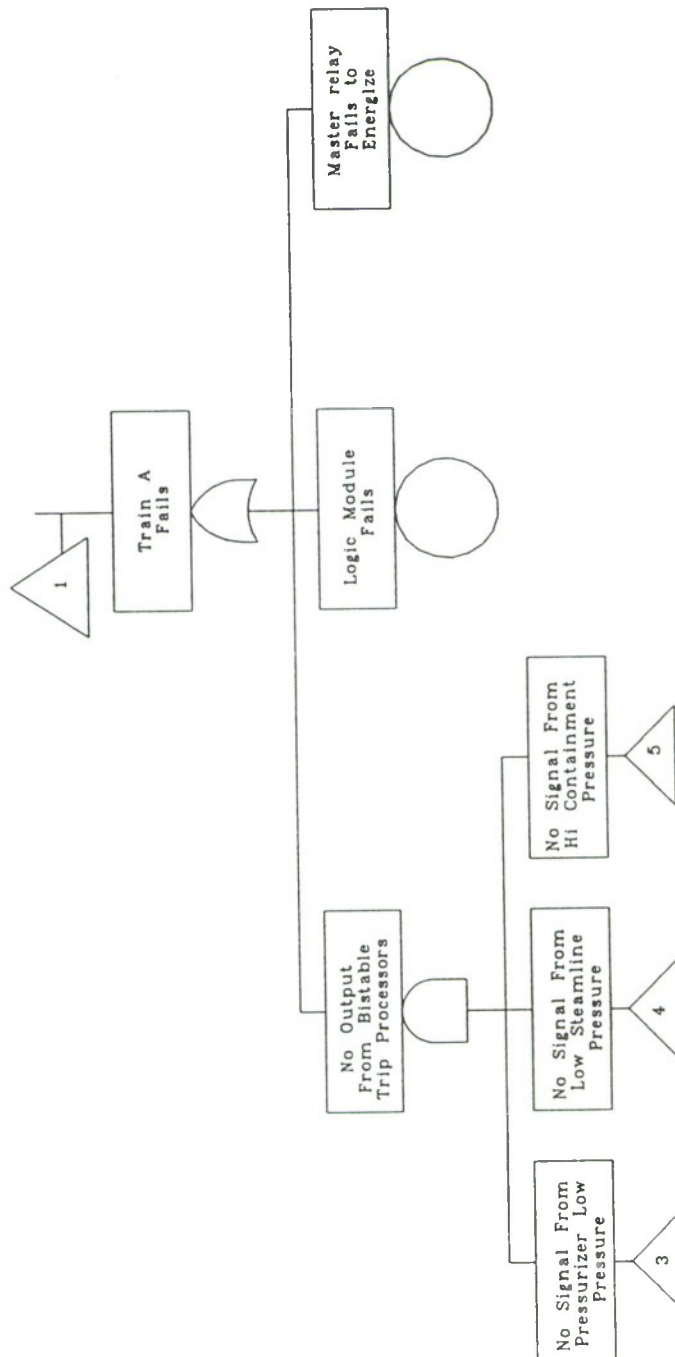 1
Train A
Fails
No Output
From Bistable
Trip Processors
Logic Module
Fails
Master relay
Fails to
EnergIze
No Signal From
Pressurizer Low
Pressure
No Signal From
Low Steamline
Pressure
No Signal From
Hi Containment
Pressure
3
4
5